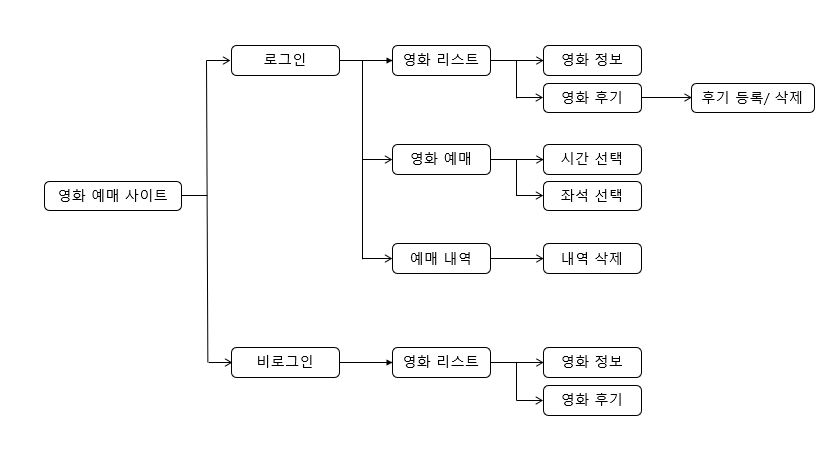 로그인
영화 리스트
영화 정보
영화 후기
후기 등록/ 삭제
영화 예매
시간 선택
영화 예매 사이트
좌석 선택
예매 내역
내역 삭제
비로그인
영화 리스트
영화 정보
영화 후기